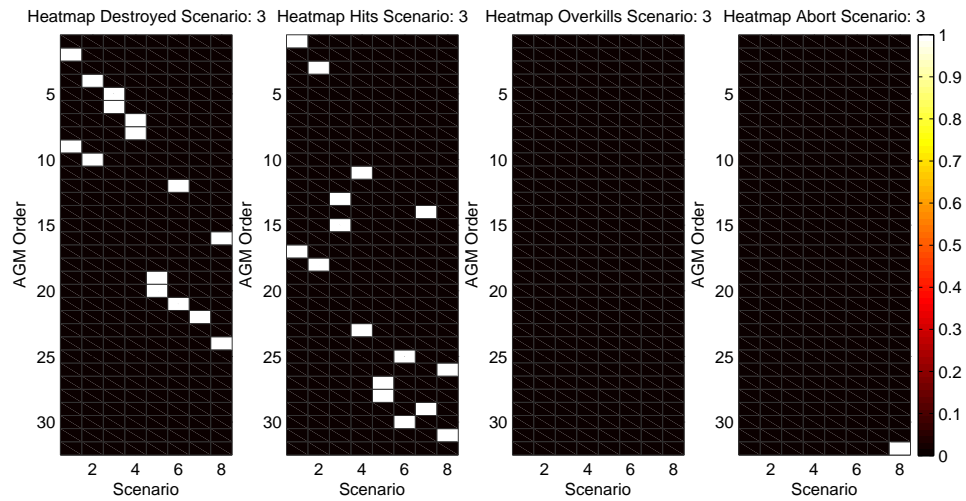 Heatmap Destroyed Scenario: 3
Heatmap Hits Scenario: 3
Heatmap Overkills Scenario: 3
Heatmap Abort Scenario: 3
AGM Order
5
10
15
20
25
30
2 4 6 8
Scenario
AGM Order
5
10
15
20
25
30
2 4 6 8
Scenario
AGM Order
5
10
15
20
25
30
2 4 6 8
Scenario
AGM Order
5
10
15
20
25
30
2 4 6 8
Scenario
1
0.9
0.8
0.7
0.6
0.5
0.4
0.3
0.2
0.1
0